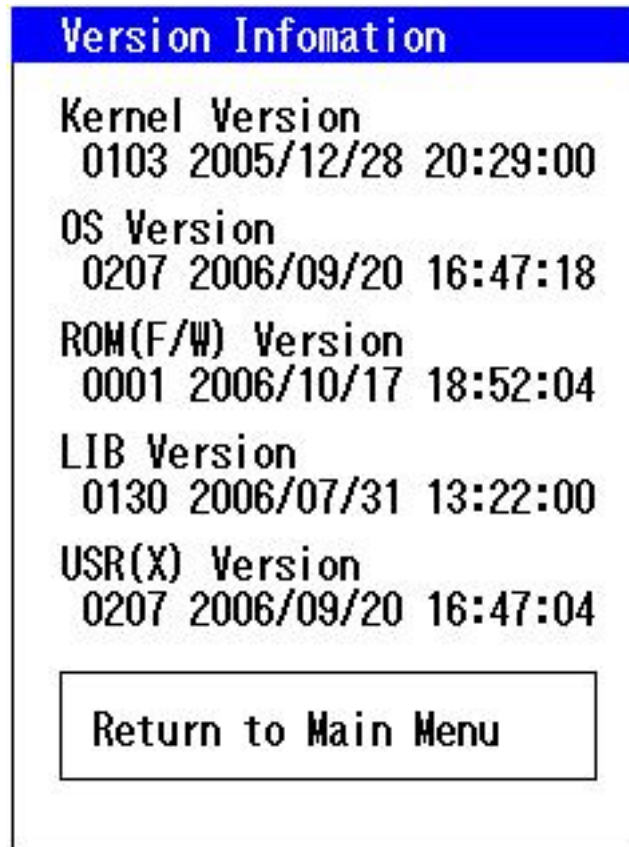 Version Infomation
Kernel Version
0103 2005/12/28 20:29:00
OS Version
0207 2006/09/20 16:47:18
ROM(F/W) Version
0001 2006/10/17 18:52:04
LIB Version
0130 2006/07/31 13:22:00
USR(X) Version
0207 2006/09/20 16:47:04
Return to Main Menu